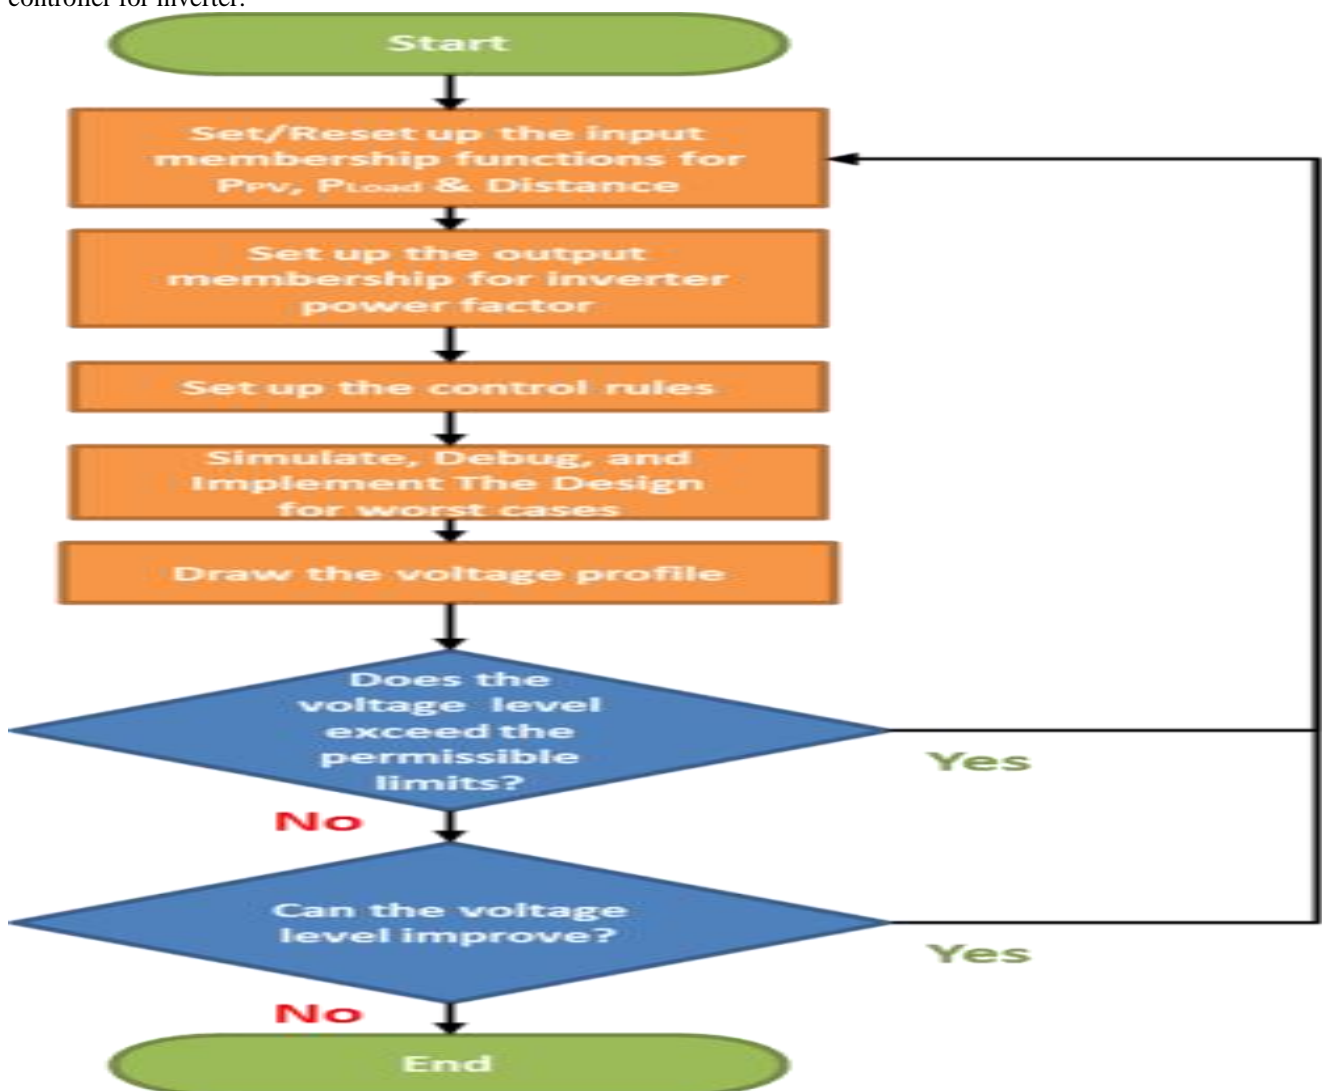 controller for inverter.
Start
Set/Reset up the input
membership functions for
PPV, PLoad & Distance
Set up the output
membership for inverter
power factor
Set up the control rules
Simulate, Debug, and
Implement The Design
for worst cases
Draw the voltage profile
Does the
voltage level
exceed the
permissible
limits?
Yes
No
Can the voltage
level improve?
Yes
No
End